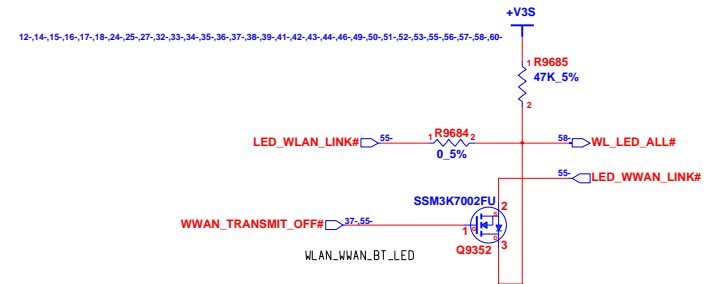 +V3S
12-,14-,15-,16-,17-,18-,24-,25-,27-,32-,33-,34-,35-,36-,37-,38-,39-,41-,42-,43-,44-,46-,49-,50-,51-,52-,53-,55-,56-,57-,58-,60-
1 R9685
47K_5%
2
LED_WLAN_LINK# 55- 1 R9684 2 58- WL_LED_ALL#
0_5%
55- LED_WWAN_LINK#
SSM3K7002FU 2
S
WWAN_TRANSMIT_OFF# 37-,55- 1 G
D
Q9352 3
WLAN_WWAN_BT_LED